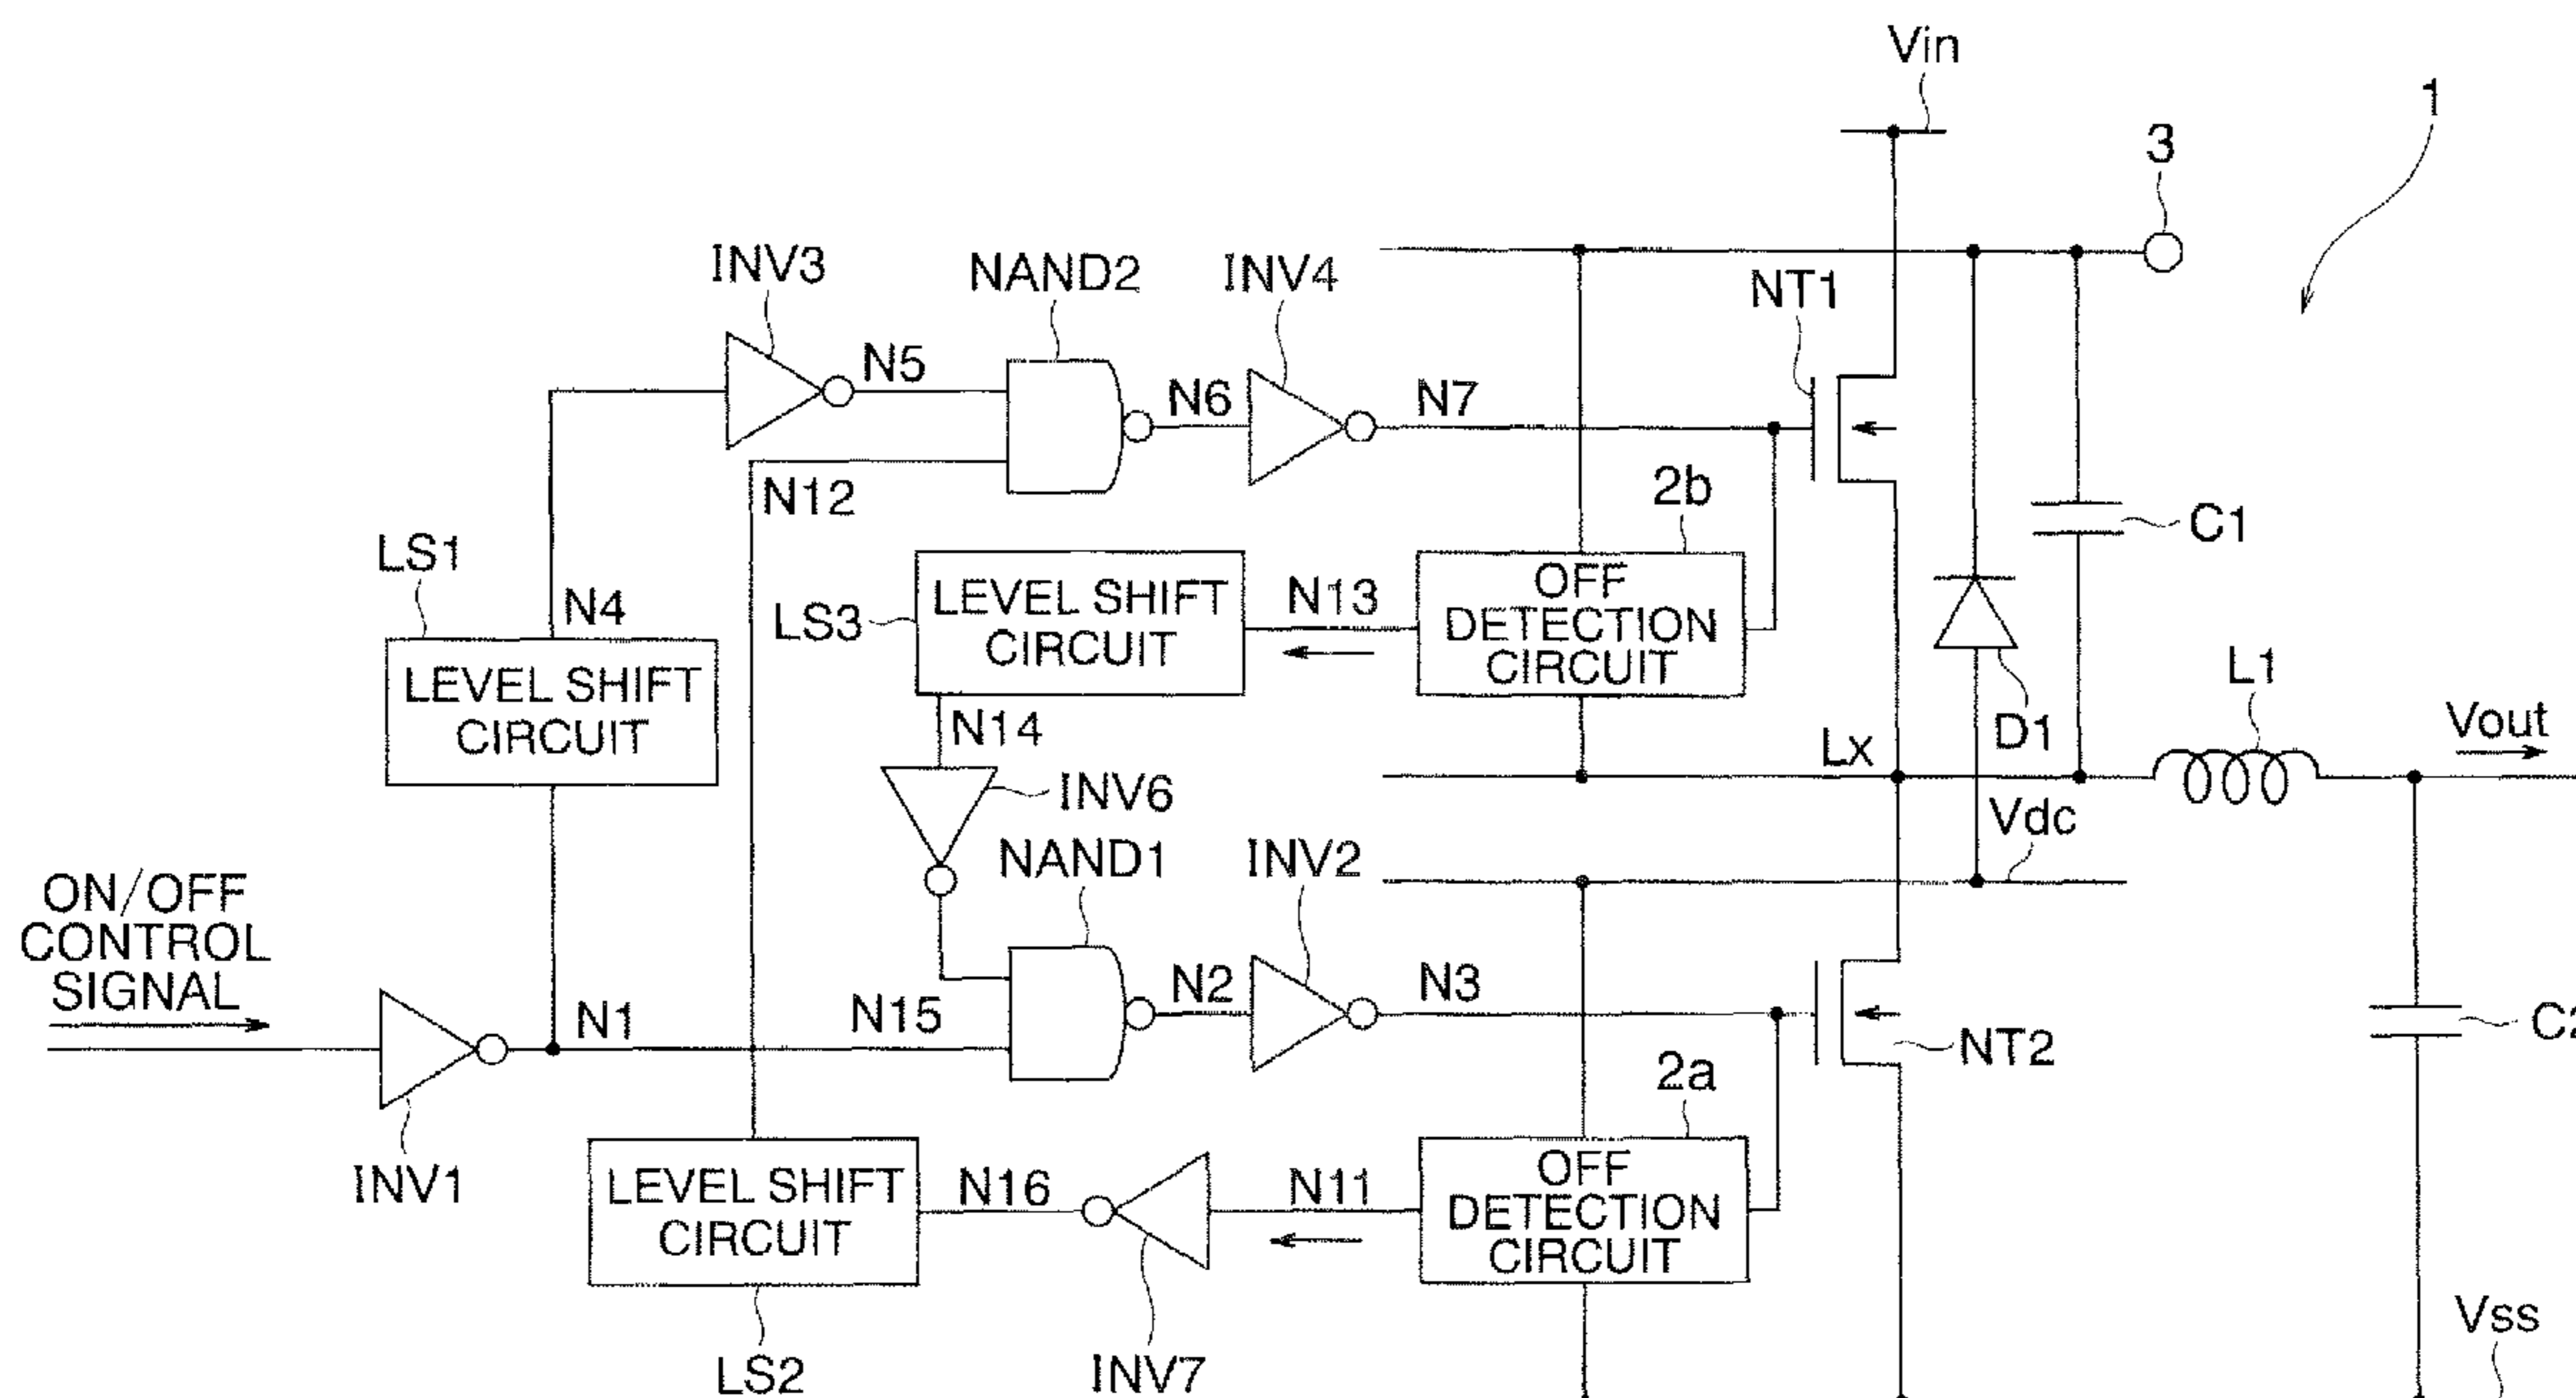 Vin
1
3
INV3
NAND2
INV4
NT1
N5
N6
N7
N12
2b
C1
LS1
N4
LS3
LEVEL SHIFT
CIRCUIT
N13
OFF
DETECTION
CIRCUIT
LEVEL SHIFT
CIRCUIT
N14
INV6
Lx
D1
L1
Vout
Vdc
ON/OFF
CONTROL
SIGNAL
NAND1
INV2
N1
N15
N2
N3
NT2
C2
2a
INV1
LEVEL SHIFT
CIRCUIT
N16
N11
OFF
DETECTION
CIRCUIT
LS2
INV7
Vss